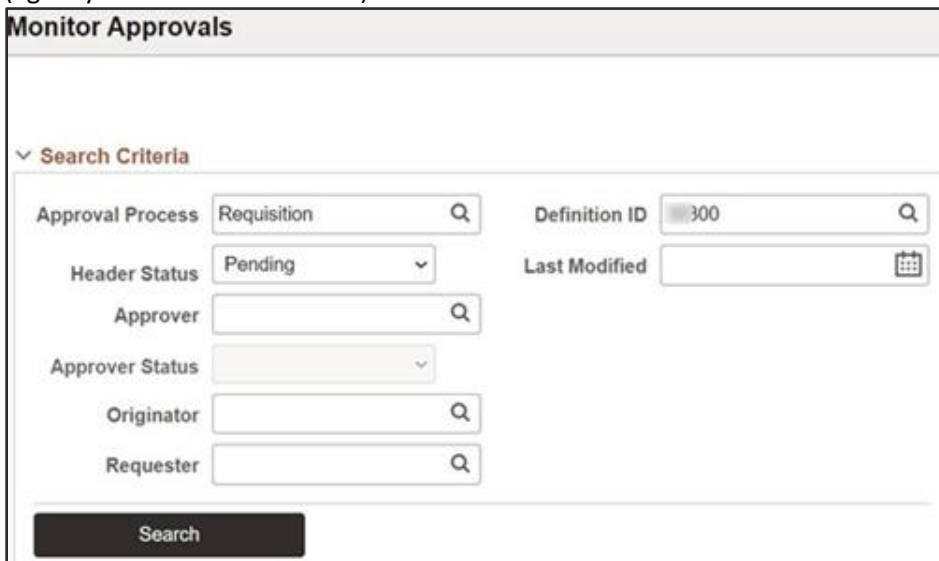 Monitor Approvals
Search Criteria
Approval Process Requisition Definition ID 300
Header Status Pending Last Modified
Approver
Approver Status
Originator
Requester
Search